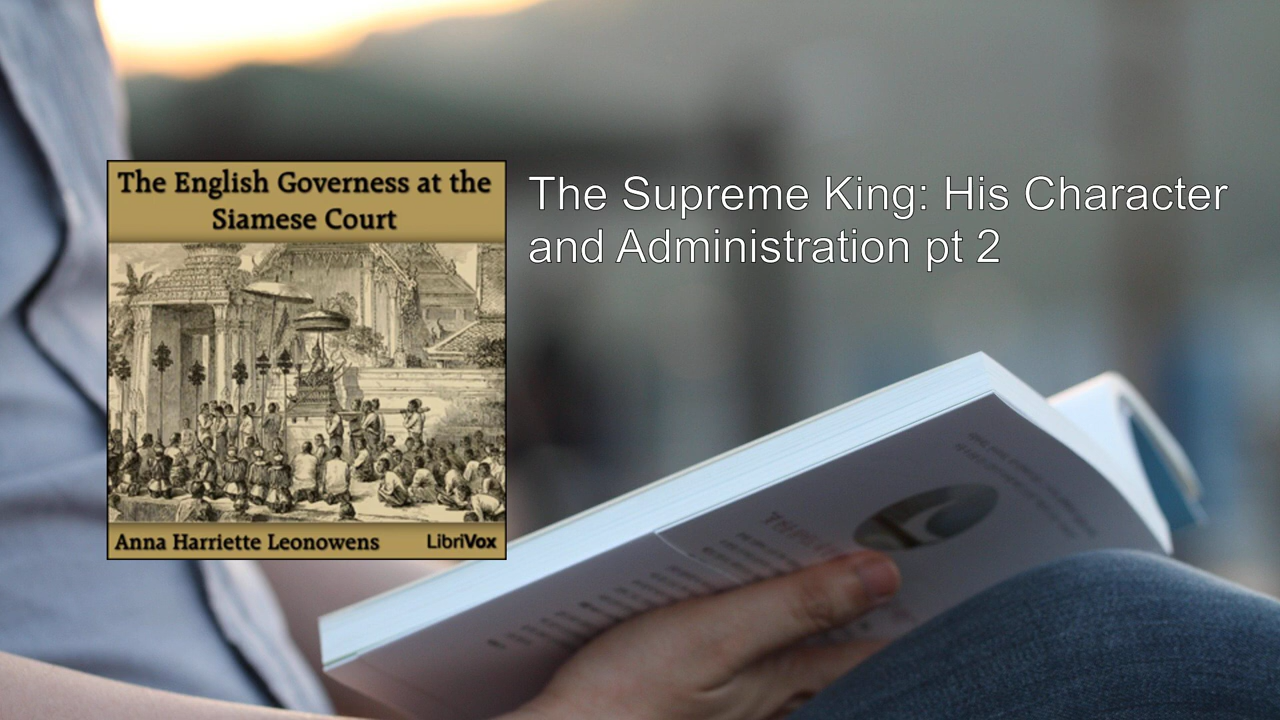 The English Governess at the
Siamese Court
Anna Harriette Leonowens
LibriVox
The Supreme King: His Character
and Administration pt 2